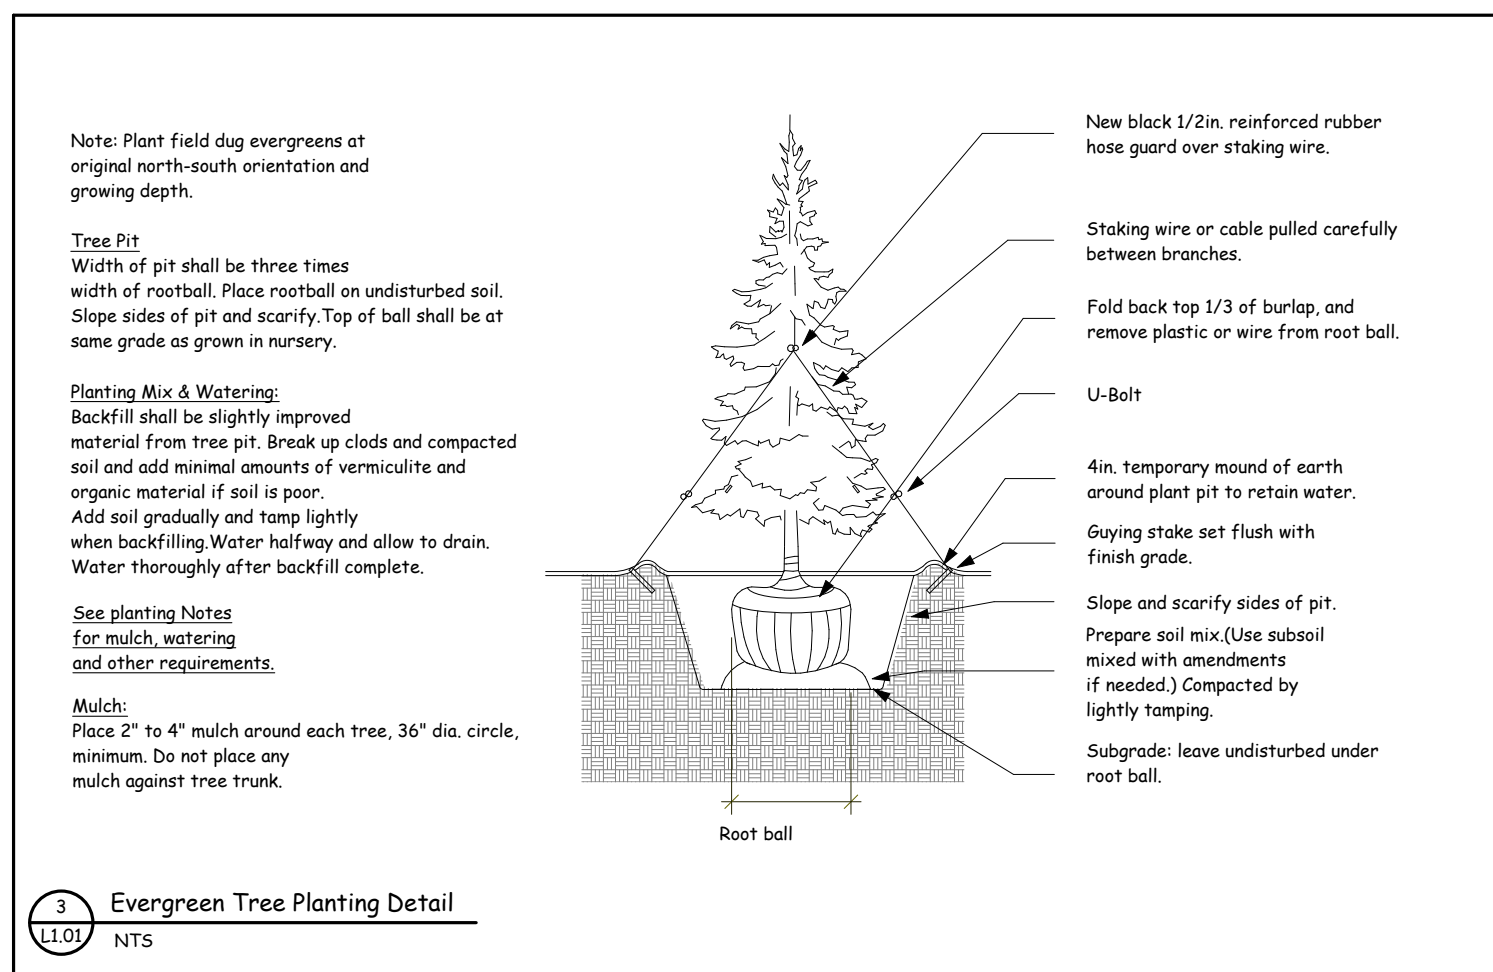 Note: Plant field dug evergreens at
original north-south orientation and
growing depth.
Tree Pit
Width of pit shall be three times
width of rootball. Place rootball on undisturbed soil.
Slope sides of pit and scarify.Top of ball shall be at
same grade as grown in nursery.
Planting Mix & Watering:
Backfill shall be slightly improved
material from tree pit. Break up clods and compacted
soil and add minimal amounts of vermiculite and
organic material if soil is poor.
Add soil gradually and tamp lightly
when backfilling.Water halfway and allow to drain.
Water thoroughly after backfill complete.
See planting Notes
for mulch, watering
and other requirements.
Mulch:
Place 2" to 4" mulch around each tree, 36" dia. circle,
minimum. Do not place any
mulch against tree trunk.
New black 1/2in. reinforced rubber
hose guard over staking wire.
Staking wire or cable pulled carefully
between branches.
Fold back top 1/3 of burlap, and
remove plastic or wire from root ball.
U-Bolt
4in. temporary mound of earth
around plant pit to retain water.
Guying stake set flush with
finish grade.
Slope and scarify sides of pit.
Prepare soil mix.(Use subsoil
mixed with amendments
if needed.) Compacted by
lightly tamping.
Subgrade: leave undisturbed under
root ball.
Root ball
3
L1.01
Evergreen Tree Planting Detail
NTS